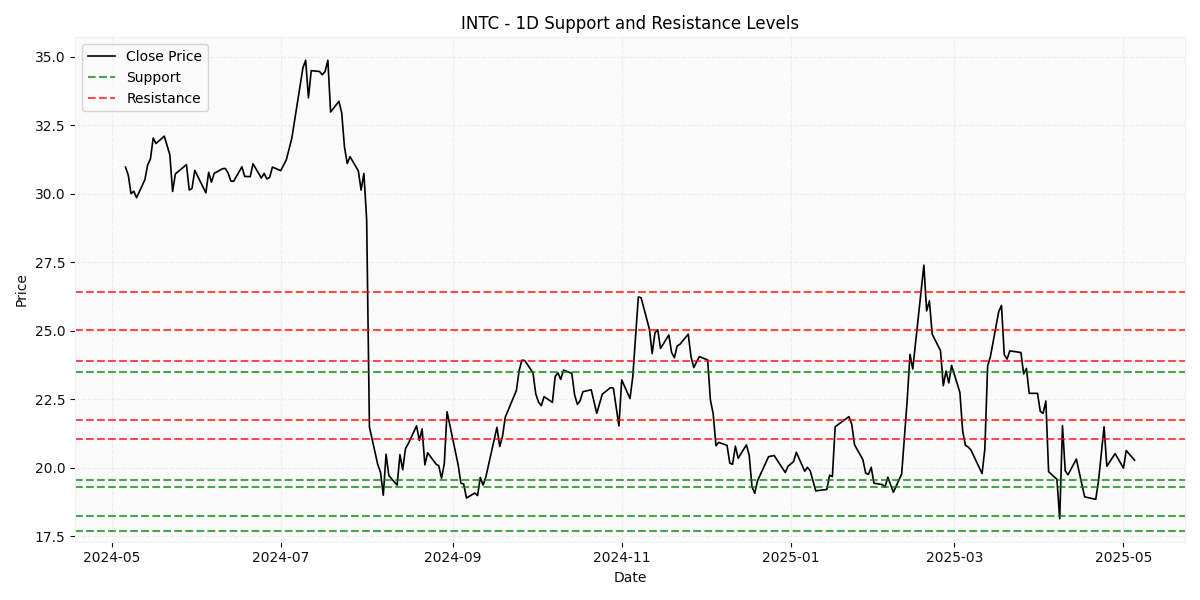 INTC - 1D Support and Resistance Levels
Close Price
Support
Resistance
35.0
32.5
30.0
27.5
25.0
22.5
20.0
17.5
Price
2024-05
2024-07
2024-09
2024-11
2025-01
2025-03
2025-05
Date